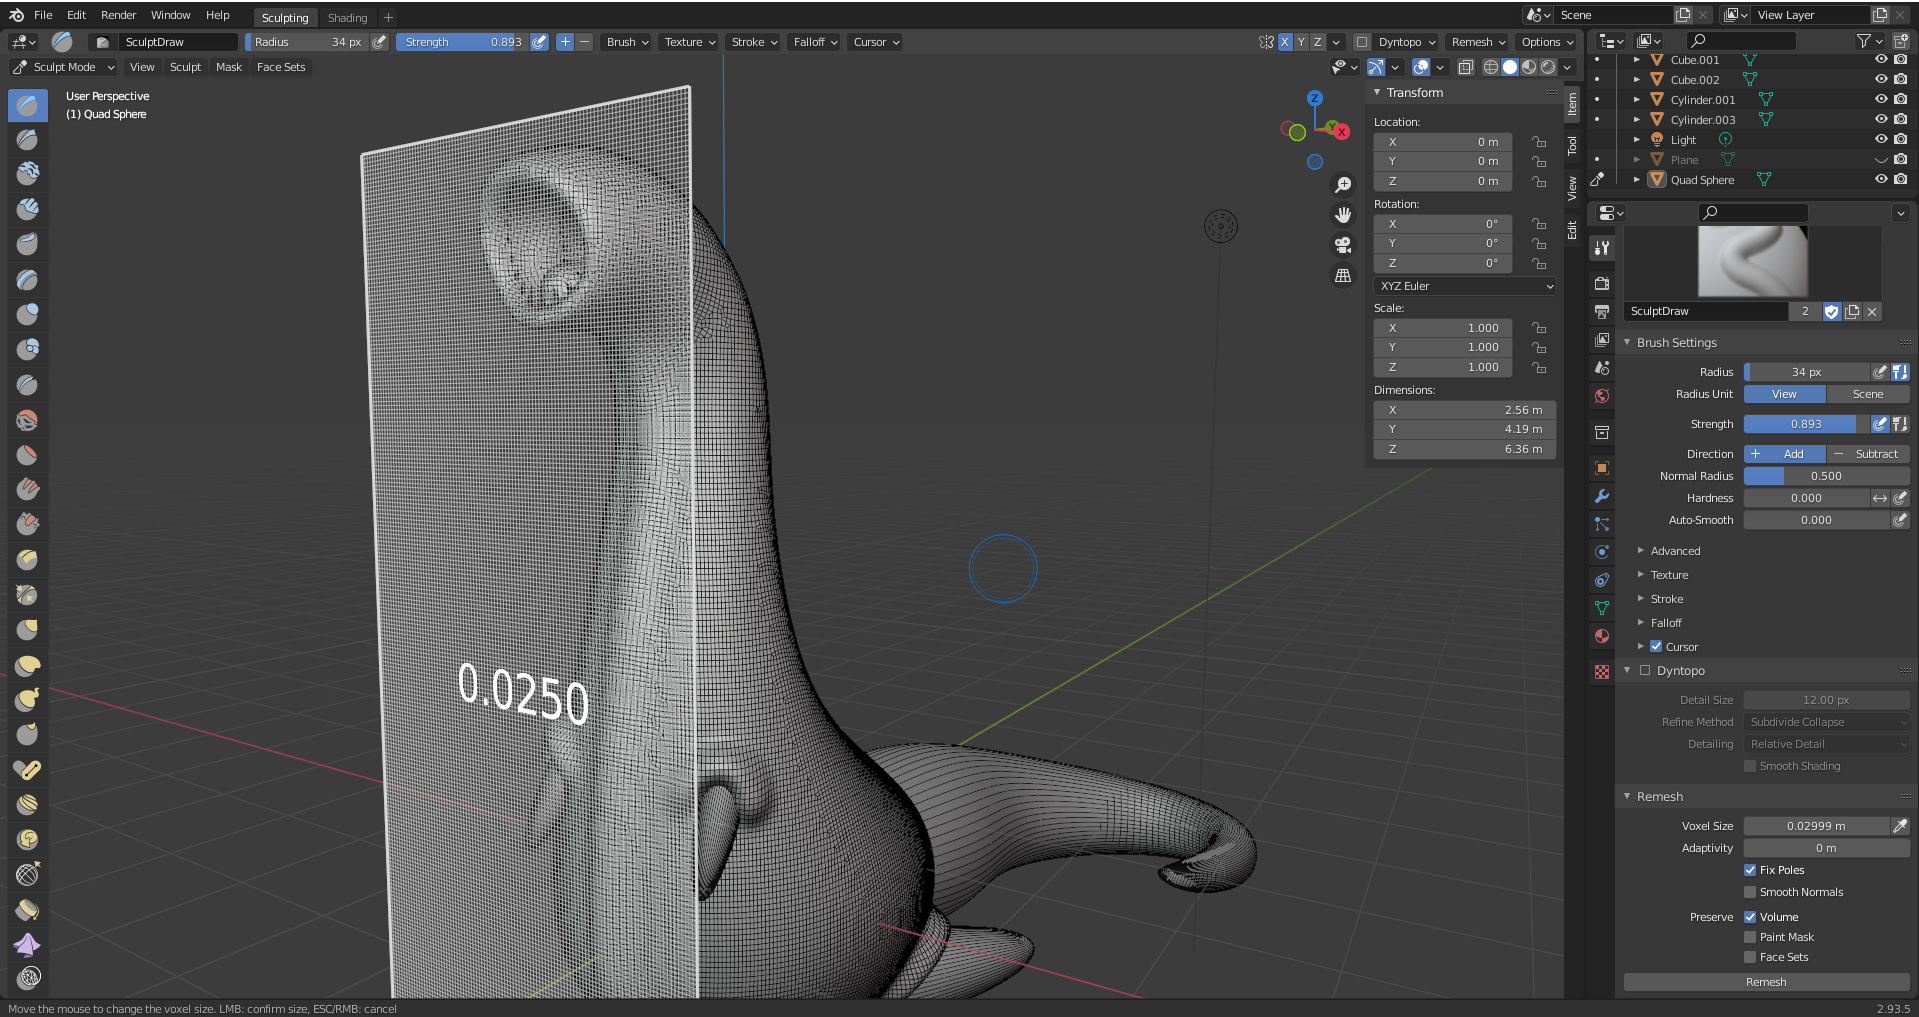 File Edit Render Window Help Sculpting Shading + Scene View Layer
SculptDraw Radius 34 px Strength 0.893 + − Brush Texture Stroke Falloff Cursor X Y Z Dyntopo Remesh Options
Sculpt Mode View Sculpt Mask Face Sets
User Perspective
(1) Quad Sphere
0.0250
Z
Y
X
Transform
Location:
X 0 m
Y 0 m
Z 0 m
Rotation:
X 0°
Y 0°
Z 0°
XYZ Euler
Scale:
X 1.000
Y 1.000
Z 1.000
Dimensions:
X 2.56 m
Y 4.19 m
Z 6.36 m
Item
Tool
View
Edit
Cube.001
Cube.002
Cylinder.001
Cylinder.003
Light
Plane
Quad Sphere
SculptDraw 2
Brush Settings
Radius 34 px
Radius Unit View Scene
Strength 0.893
Direction + Add − Subtract
Normal Radius 0.500
Hardness 0.000
Auto-Smooth 0.000
Advanced
Texture
Stroke
Falloff
Cursor
Dyntopo
Detail Size 12.00 px
Refine Method Subdivide Collapse
Detailing Relative Detail
Smooth Shading
Remesh
Voxel Size 0.02999 m
Adaptivity 0 m
Fix Poles
Smooth Normals
Preserve Volume
Paint Mask
Face Sets
Remesh
Move the mouse to change the voxel size. LMB: confirm size, ESC/RMB: cancel 2.93.5